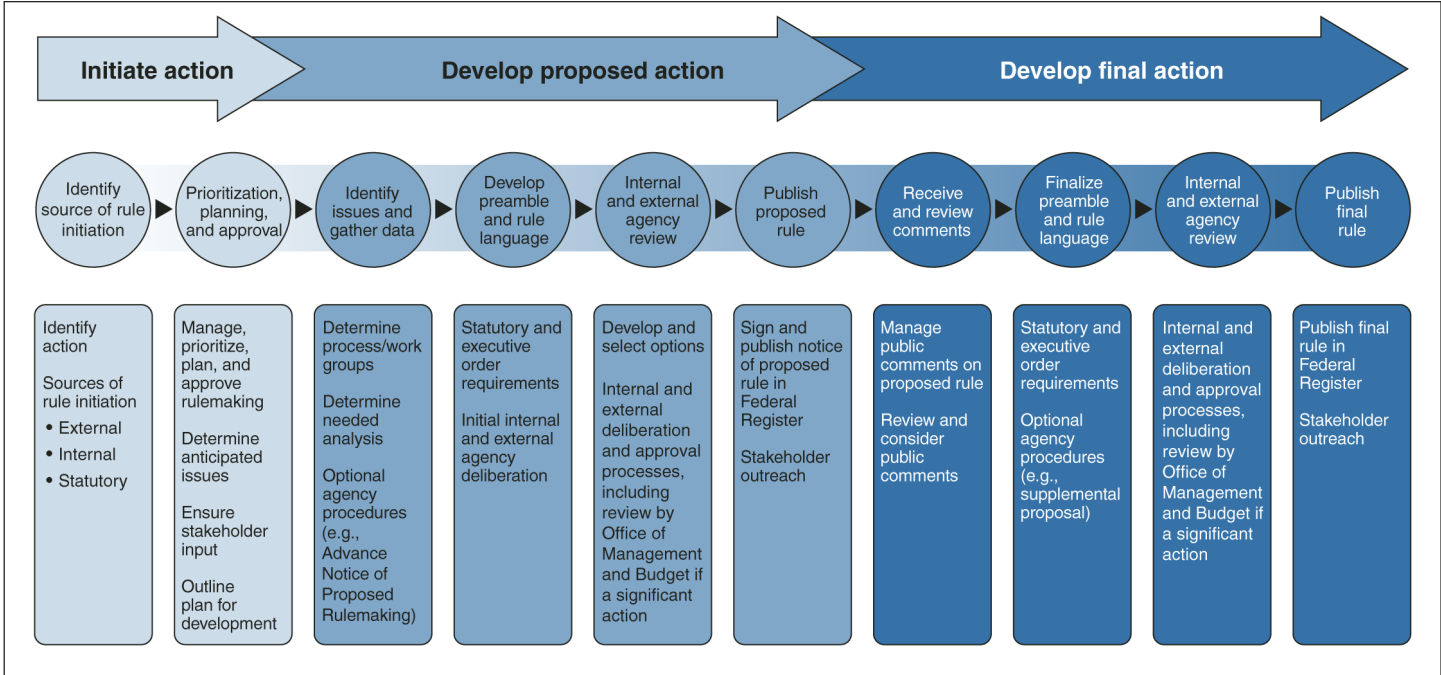 Initiate action
Develop proposed action
Develop final action
Identify
source of rule
initiation
Prioritization,
planning,
and approval
Identify
issues and
gather data
Develop
preamble
and rule
language
Internal
and external
agency
review
Publish
proposed
rule
Receive
and review
comments
Finalize
preamble
and rule
language
Internal
and external
agency
review
Publish
final
rule
Identify
action
Sources of
rule initiation
• External
• Internal
• Statutory
Manage,
prioritize,
plan, and
approve
rulemaking
Determine
anticipated
issues
Ensure
stakeholder
input
Outline
plan for
development
Determine
process/work
groups
Determine
needed
analysis
Optional
agency
procedures
(e.g.,
Advance
Notice of
Proposed
Rulemaking)
Statutory and
executive
order
requirements
Initial internal
and external
agency
deliberation
Develop and
select options
Internal and
external
deliberation
and approval
processes,
including
review by
Office of
Management
and Budget if
a significant
action
Sign and
publish notice
of proposed
rule in
Federal
Register
Stakeholder
outreach
Manage
public
comments on
proposed rule
Review and
consider
public
comments
Statutory and
executive
order
requirements
Optional
agency
procedures
(e.g.,
supplemental
proposal)
Internal and
external
deliberation
and approval
processes,
including
review by
Office of
Management
and Budget if
a significant
action
Publish final
rule in
Federal
Register
Stakeholder
outreach